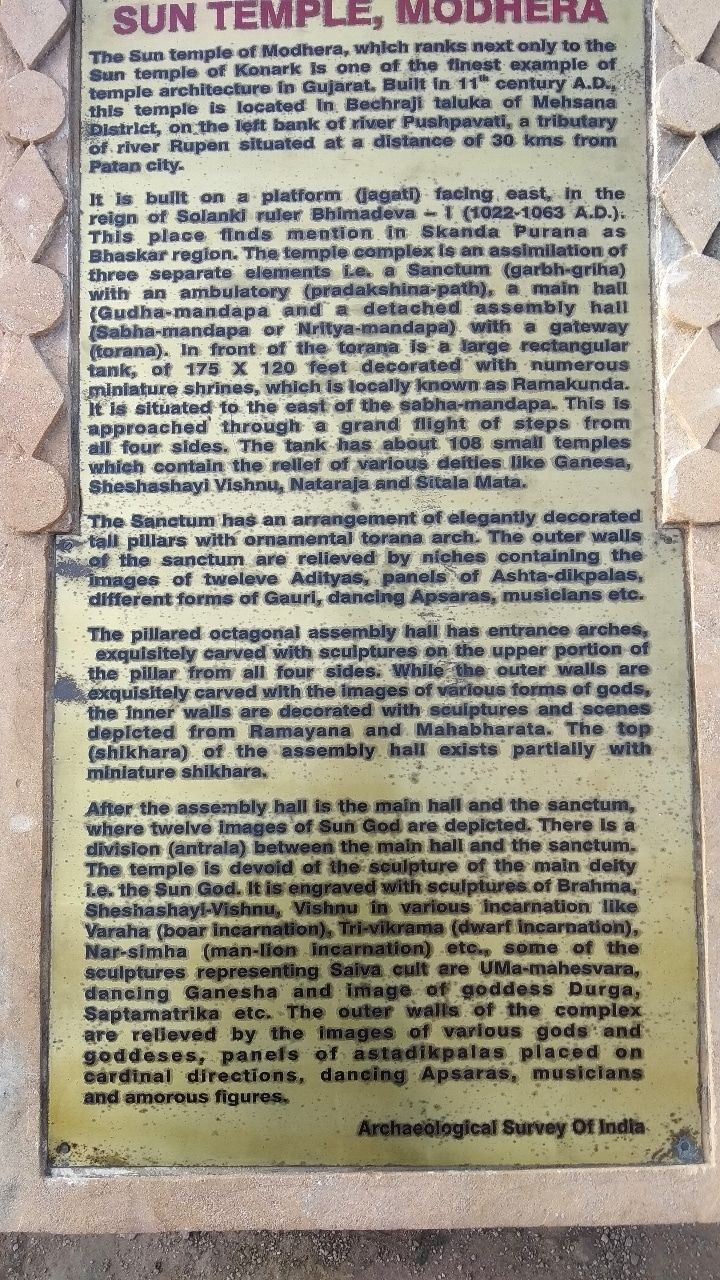 SUN TEMPLE, MODHERA
The Sun temple of Modhera, which ranks next only to the
Sun temple of Konark is one of the finest example of
temple architecture in Gujarat. Built in 11th century A.D.,
this temple is located in Bechraji taluka of Mehsana
District, on the left bank of river Pushpavati, a tributary
of river Rupen situated at a distance of 30 kms from
Patan city.
It is built on a platform (jagati) facing east, in the
reign of Solanki ruler Bhimadeva – I (1022-1063 A.D.).
This place finds mention in Skanda Purana as
Bhaskar region. The temple complex is an assimilation of
three separate elements i.e. a Sanctum (garbh-griha)
with an ambulatory (pradakshina-path), a main hall
(Gudha-mandapa and a detached assembly hall
(Sabha-mandapa or Nritya-mandapa) with a gateway
(torana). In front of the torana is a large rectangular
tank, of 175 X 120 feet decorated with numerous
miniature shrines, which is locally known as Ramakunda.
It is situated to the east of the sabha-mandapa. This is
approached through a grand flight of steps from
all four sides. The tank has about 108 small temples
which contain the relief of various deities like Ganesa,
Sheshashayi Vishnu, Nataraja and Sitala Mata.
The Sanctum has an arrangement of elegantly decorated
tall pillars with ornamental torana arch. The outer walls
of the sanctum are relieved by niches containing the
images of tweleve Adityas, panels of Ashta-dikpalas,
different forms of Gauri, dancing Apsaras, musicians etc.
The pillared octagonal assembly hall has entrance arches,
exquisitely carved with sculptures on the upper portion of
the pillar from all four sides. While the outer walls are
exquisitely carved with the images of various forms of gods,
the inner walls are decorated with sculptures and scenes
depicted from Ramayana and Mahabharata. The top
(shikhara) of the assembly hall exists partially with
miniature shikhara.
After the assembly hall is the main hall and the sanctum,
where twelve images of Sun God are depicted. There is a
division (antrala) between the main hall and the sanctum.
The temple is devoid of the sculpture of the main deity
i.e. the Sun God. It is engraved with sculptures of Brahma,
Sheshashayi-Vishnu, Vishnu in various incarnation like
Varaha (boar incarnation), Tri-vikrama (dwarf incarnation),
Nar-simha (man-lion incarnation) etc., some of the
sculptures representing Saiva cult are UMa-mahesvara,
dancing Ganesha and image of goddess Durga,
Saptamatrika etc. The outer walls of the complex
are relieved by the images of various gods and
goddeses, panels of astadikpalas placed on
cardinal directions, dancing Apsaras, musicians
and amorous figures.
Archaeological Survey Of India